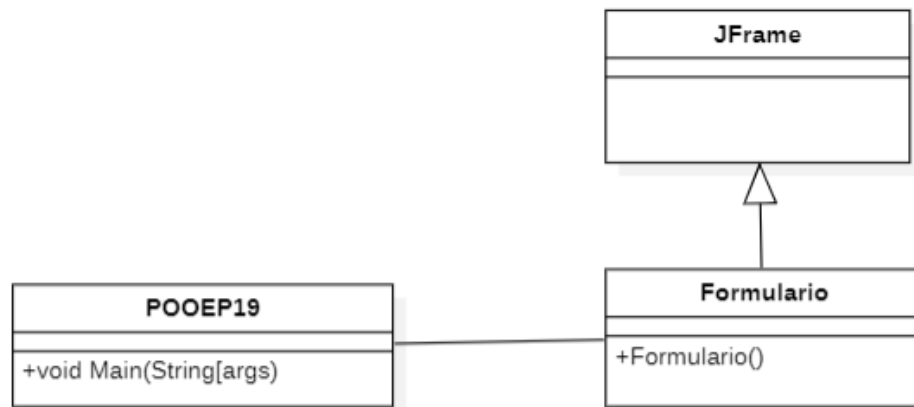 JFrame
POOEP19
+void Main(String[args)
Formulario
+Formulario()